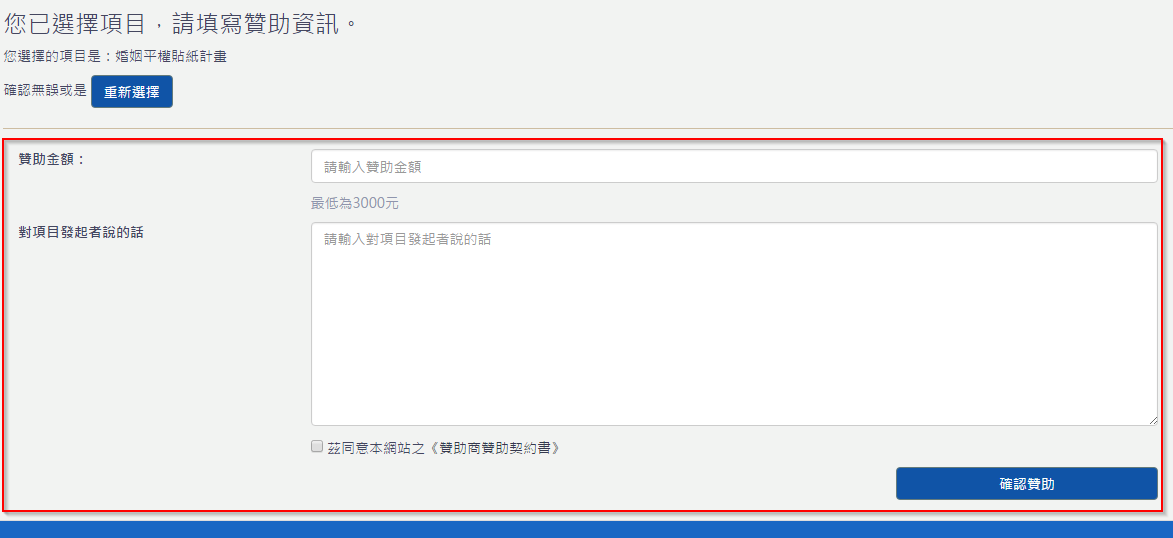 您已選擇項目，請填寫贊助資訊。
您選擇的項目是：婚姻平權貼紙計畫
確認無誤或是 重新選擇
贊助金額：
請輸入贊助金額
最低為3000元
對項目發起者說的話
請輸入對項目發起者說的話
茲同意本網站之《贊助商贊助契約書》
確認贊助